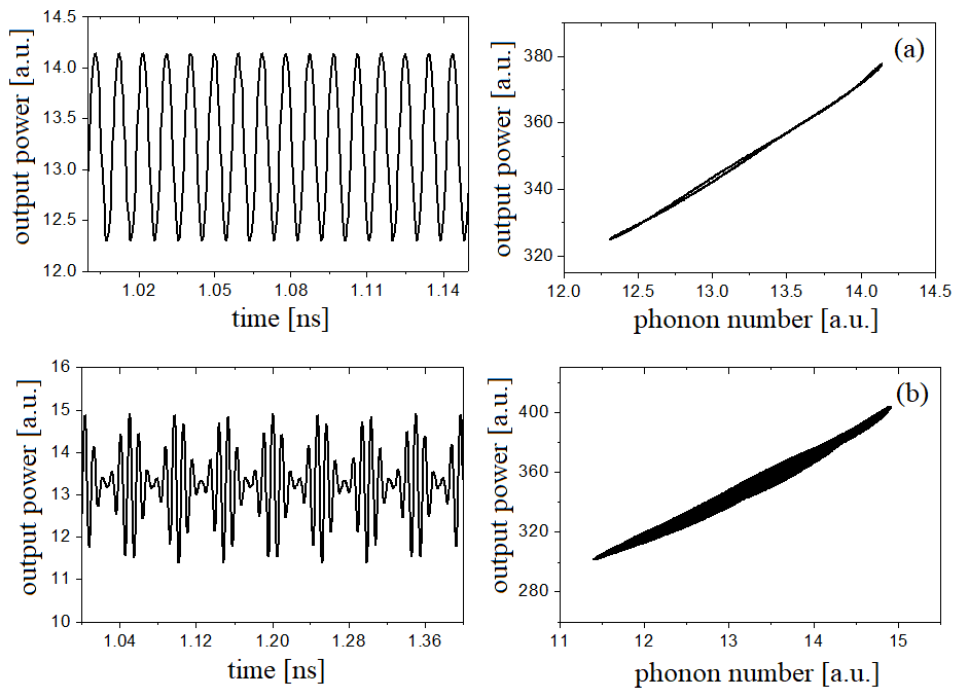 14.5
14.0
13.5
13.0
12.5
12.0
output power [a.u.]
1.02 1.05 1.08 1.11 1.14
time [ns]
(a)
380
360
340
320
output power [a.u.]
12.0 12.5 13.0 13.5 14.0 14.5
phonon number [a.u.]
16
15
14
13
12
11
10
output power [a.u.]
1.04 1.12 1.20 1.28 1.36
time [ns]
(b)
400
360
320
280
output power [a.u.]
11 12 13 14 15
phonon number [a.u.]